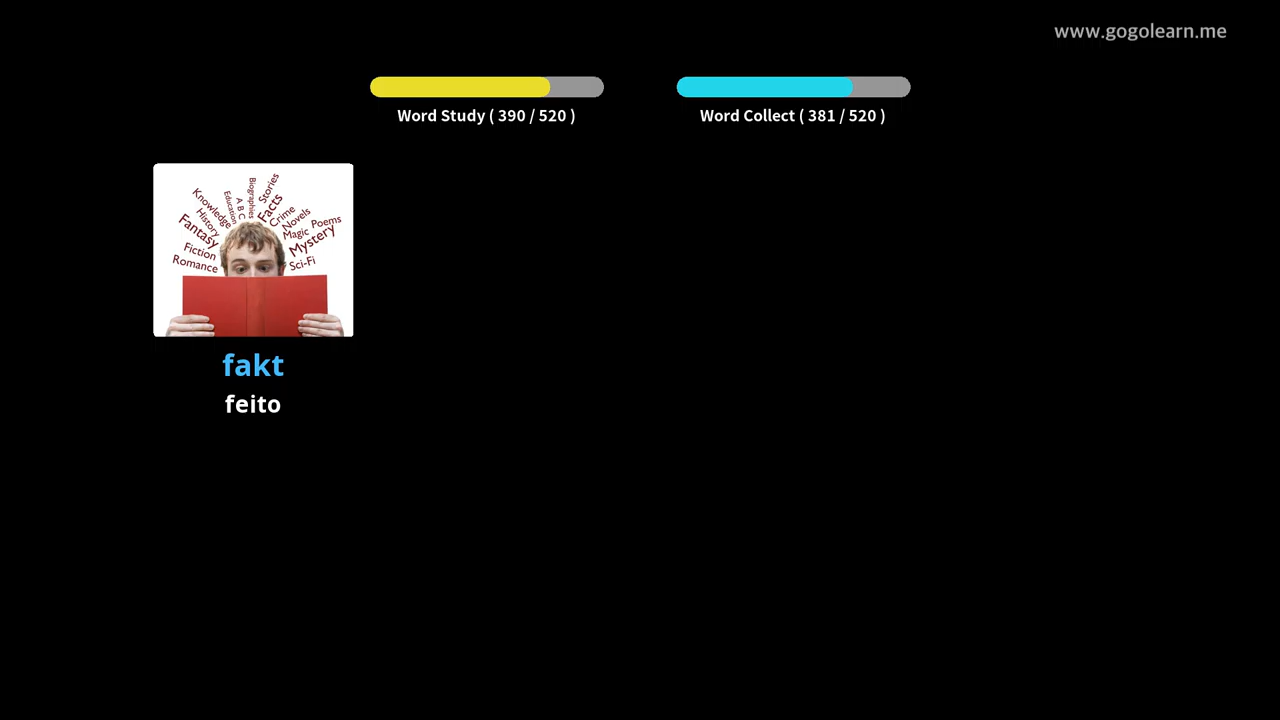 www.gogolearn.me
Word Study ( 390 / 520 )
Word Collect ( 381 / 520 )
Knowledge
History
Fantasy
Fiction
Romance
Education
A B C
Biographies
Stories
Facts
Crime
Novels
Magic
Poems
Mystery
Sci-Fi
fakt
feito